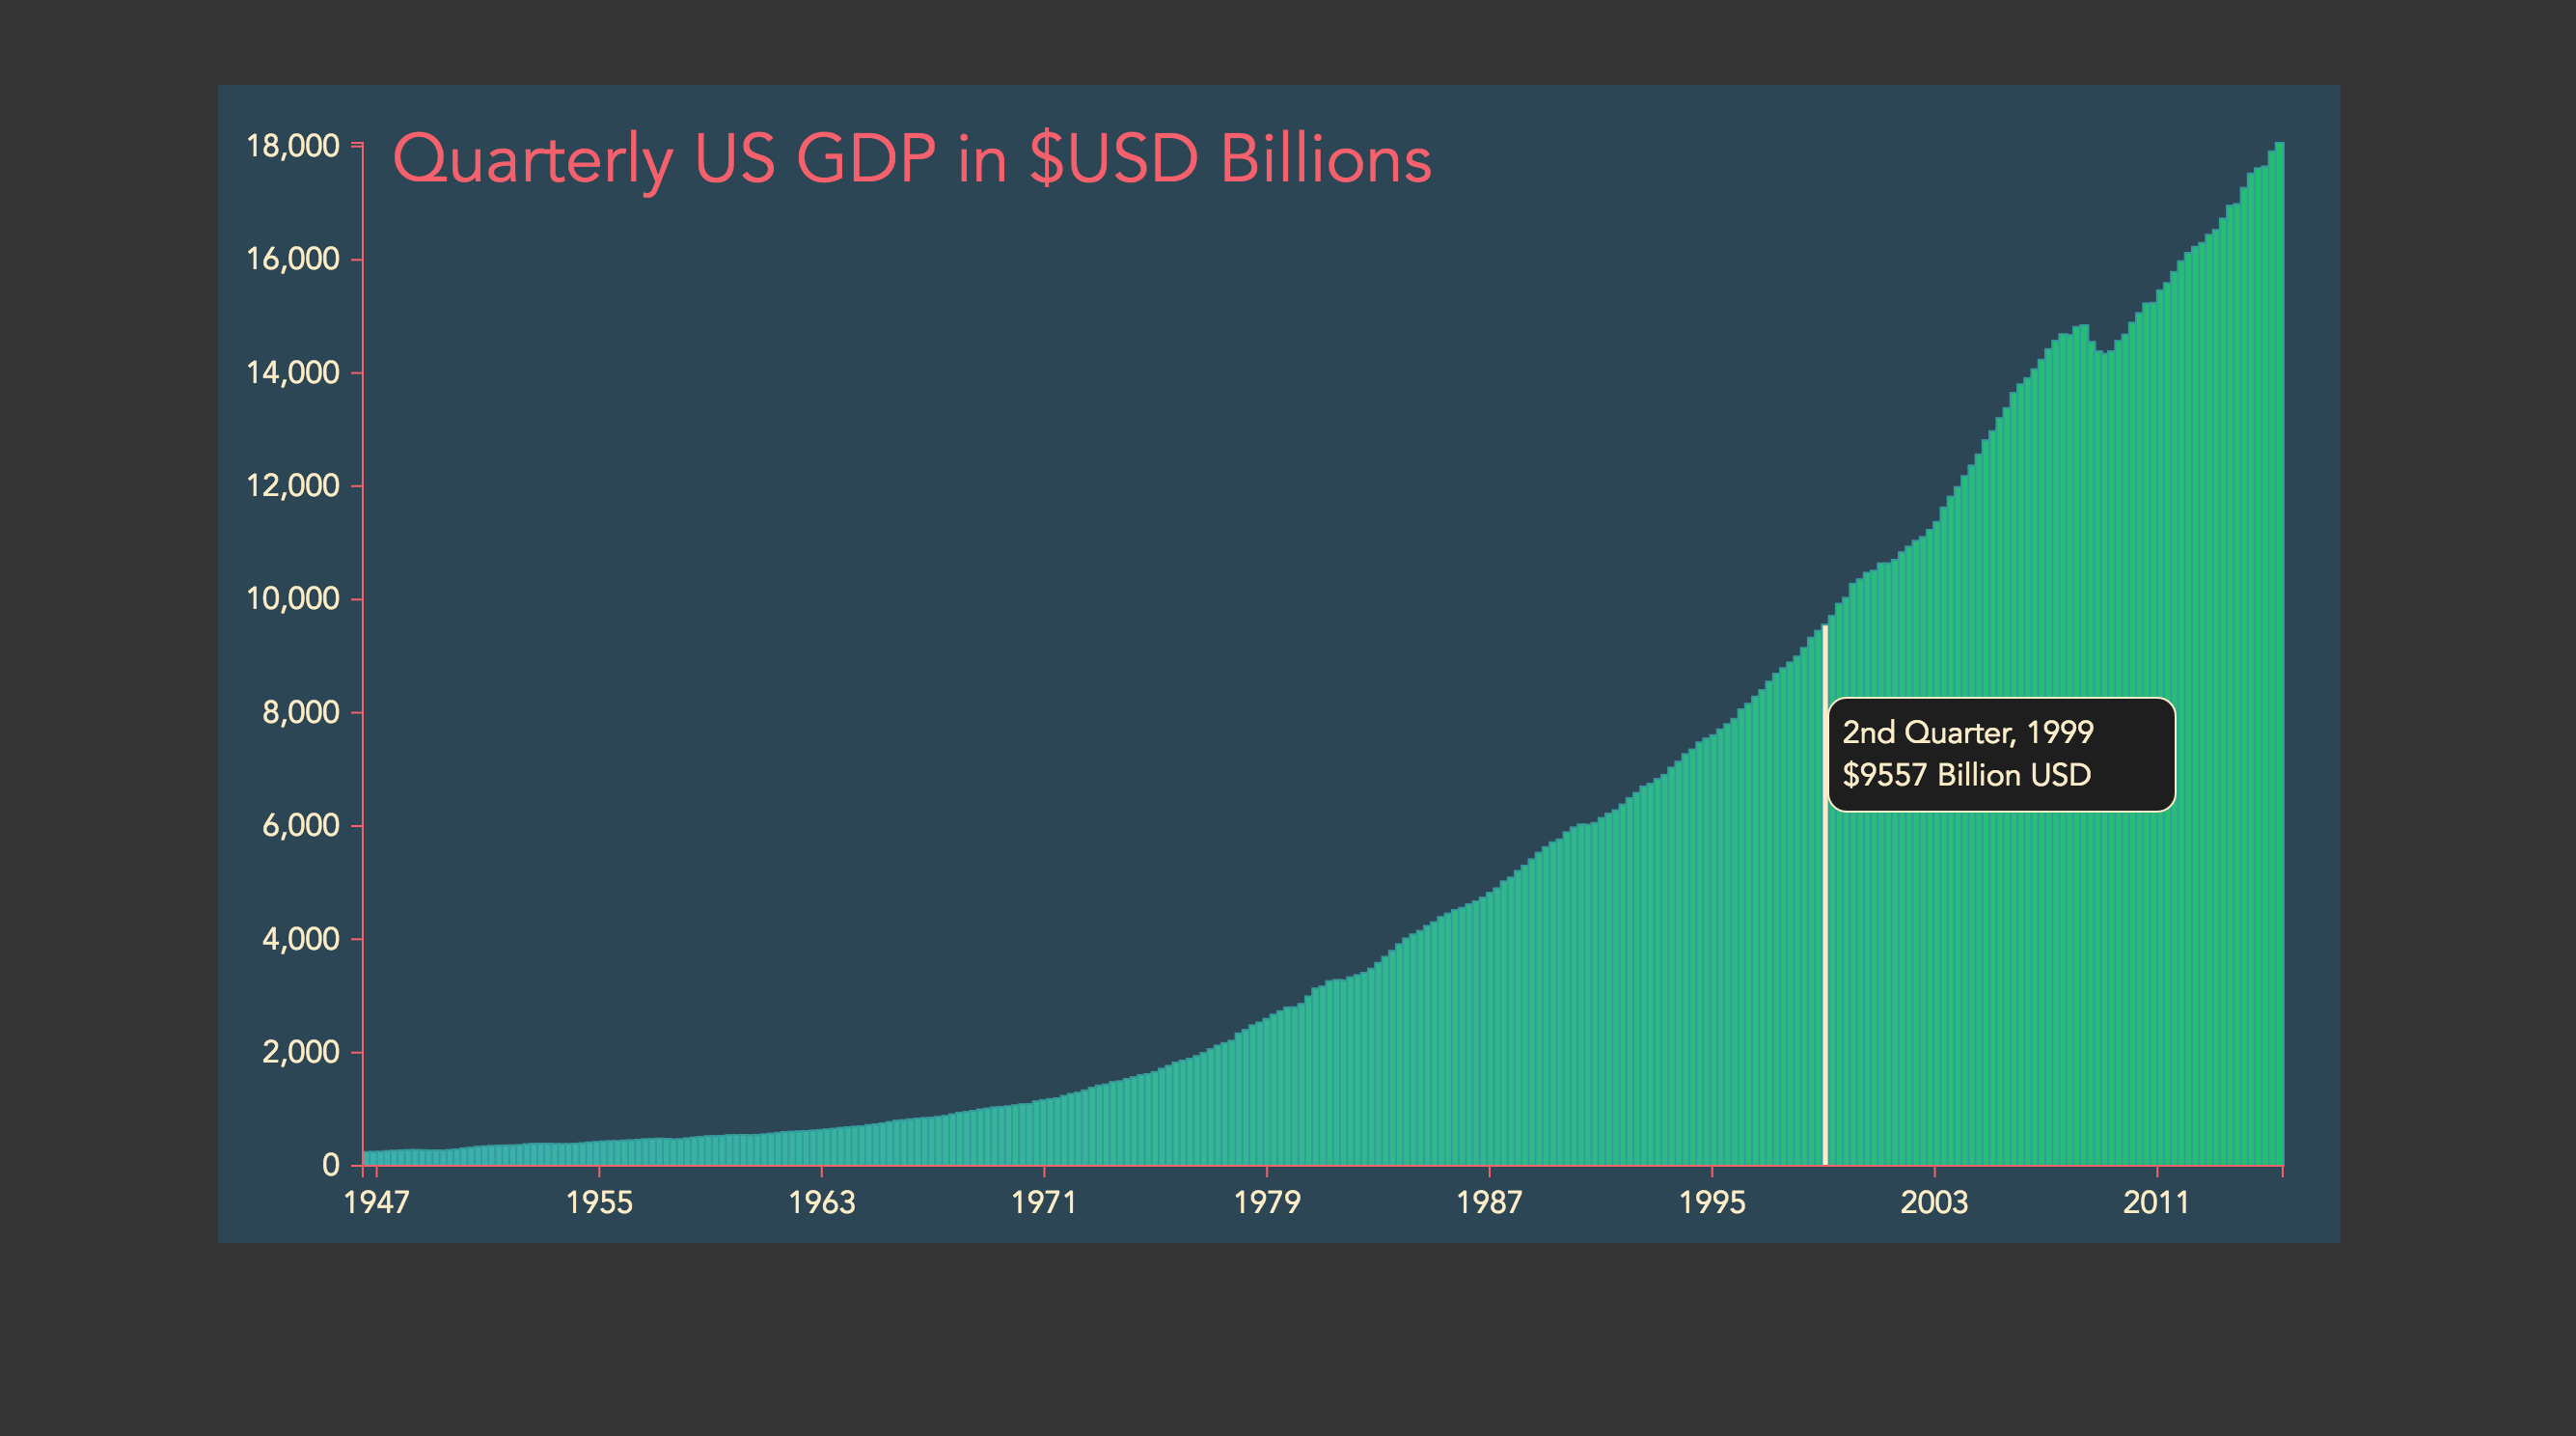 Quarterly US GDP in $USD Billions
18,000
16,000
14,000
12,000
10,000
8,000
6,000
4,000
2,000
0
2nd Quarter, 1999
$9557 Billion USD
1947 1955 1963 1971 1979 1987 1995 2003 2011